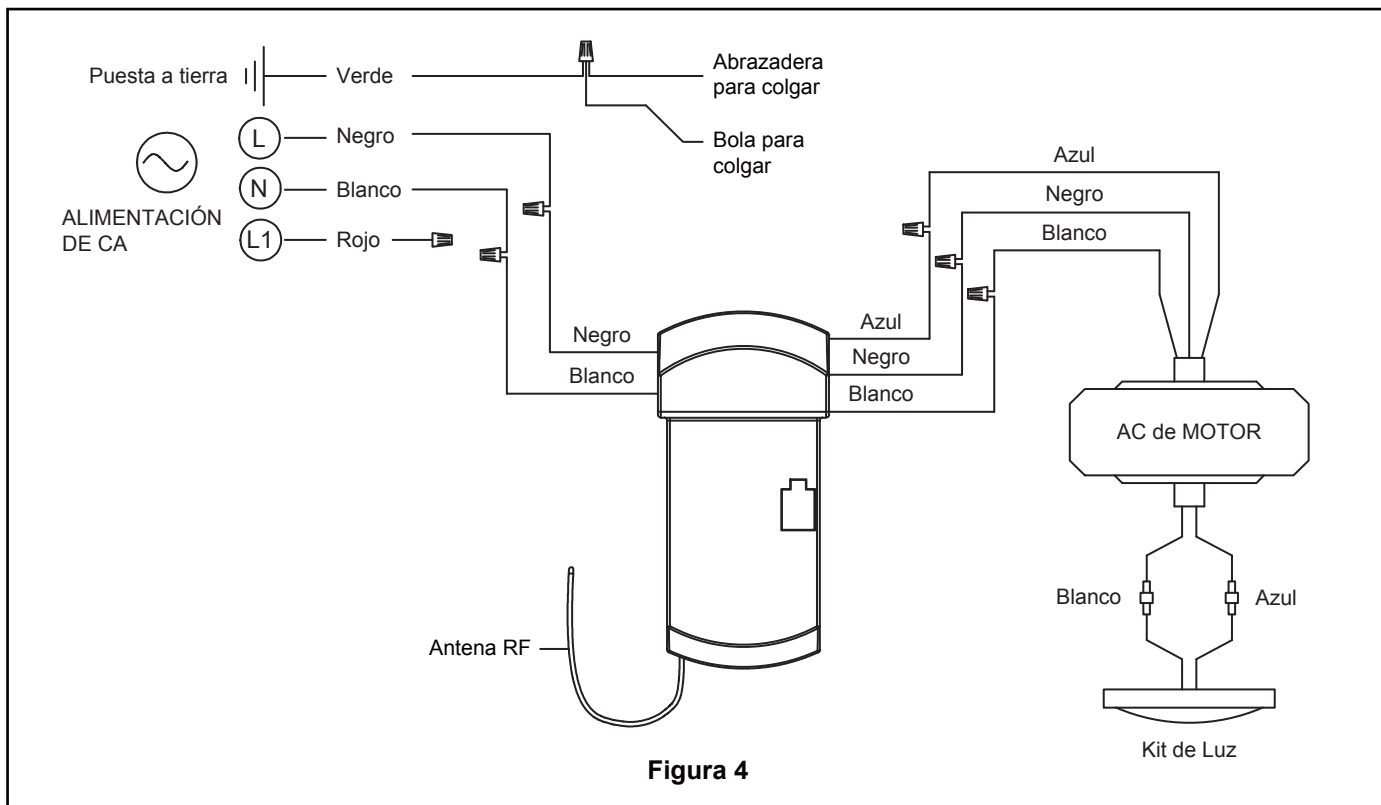 Puesta a tierra
Verde
Abrazadera
para colgar
Bola para
colgar
L
Negro
N
Blanco
L1
Rojo
ALIMENTACIÓN
DE CA
Azul
Negro
Blanco
Negro
Blanco
Azul
Negro
Blanco
AC de MOTOR
Blanco
Azul
Antena RF
Kit de Luz
Figura 4